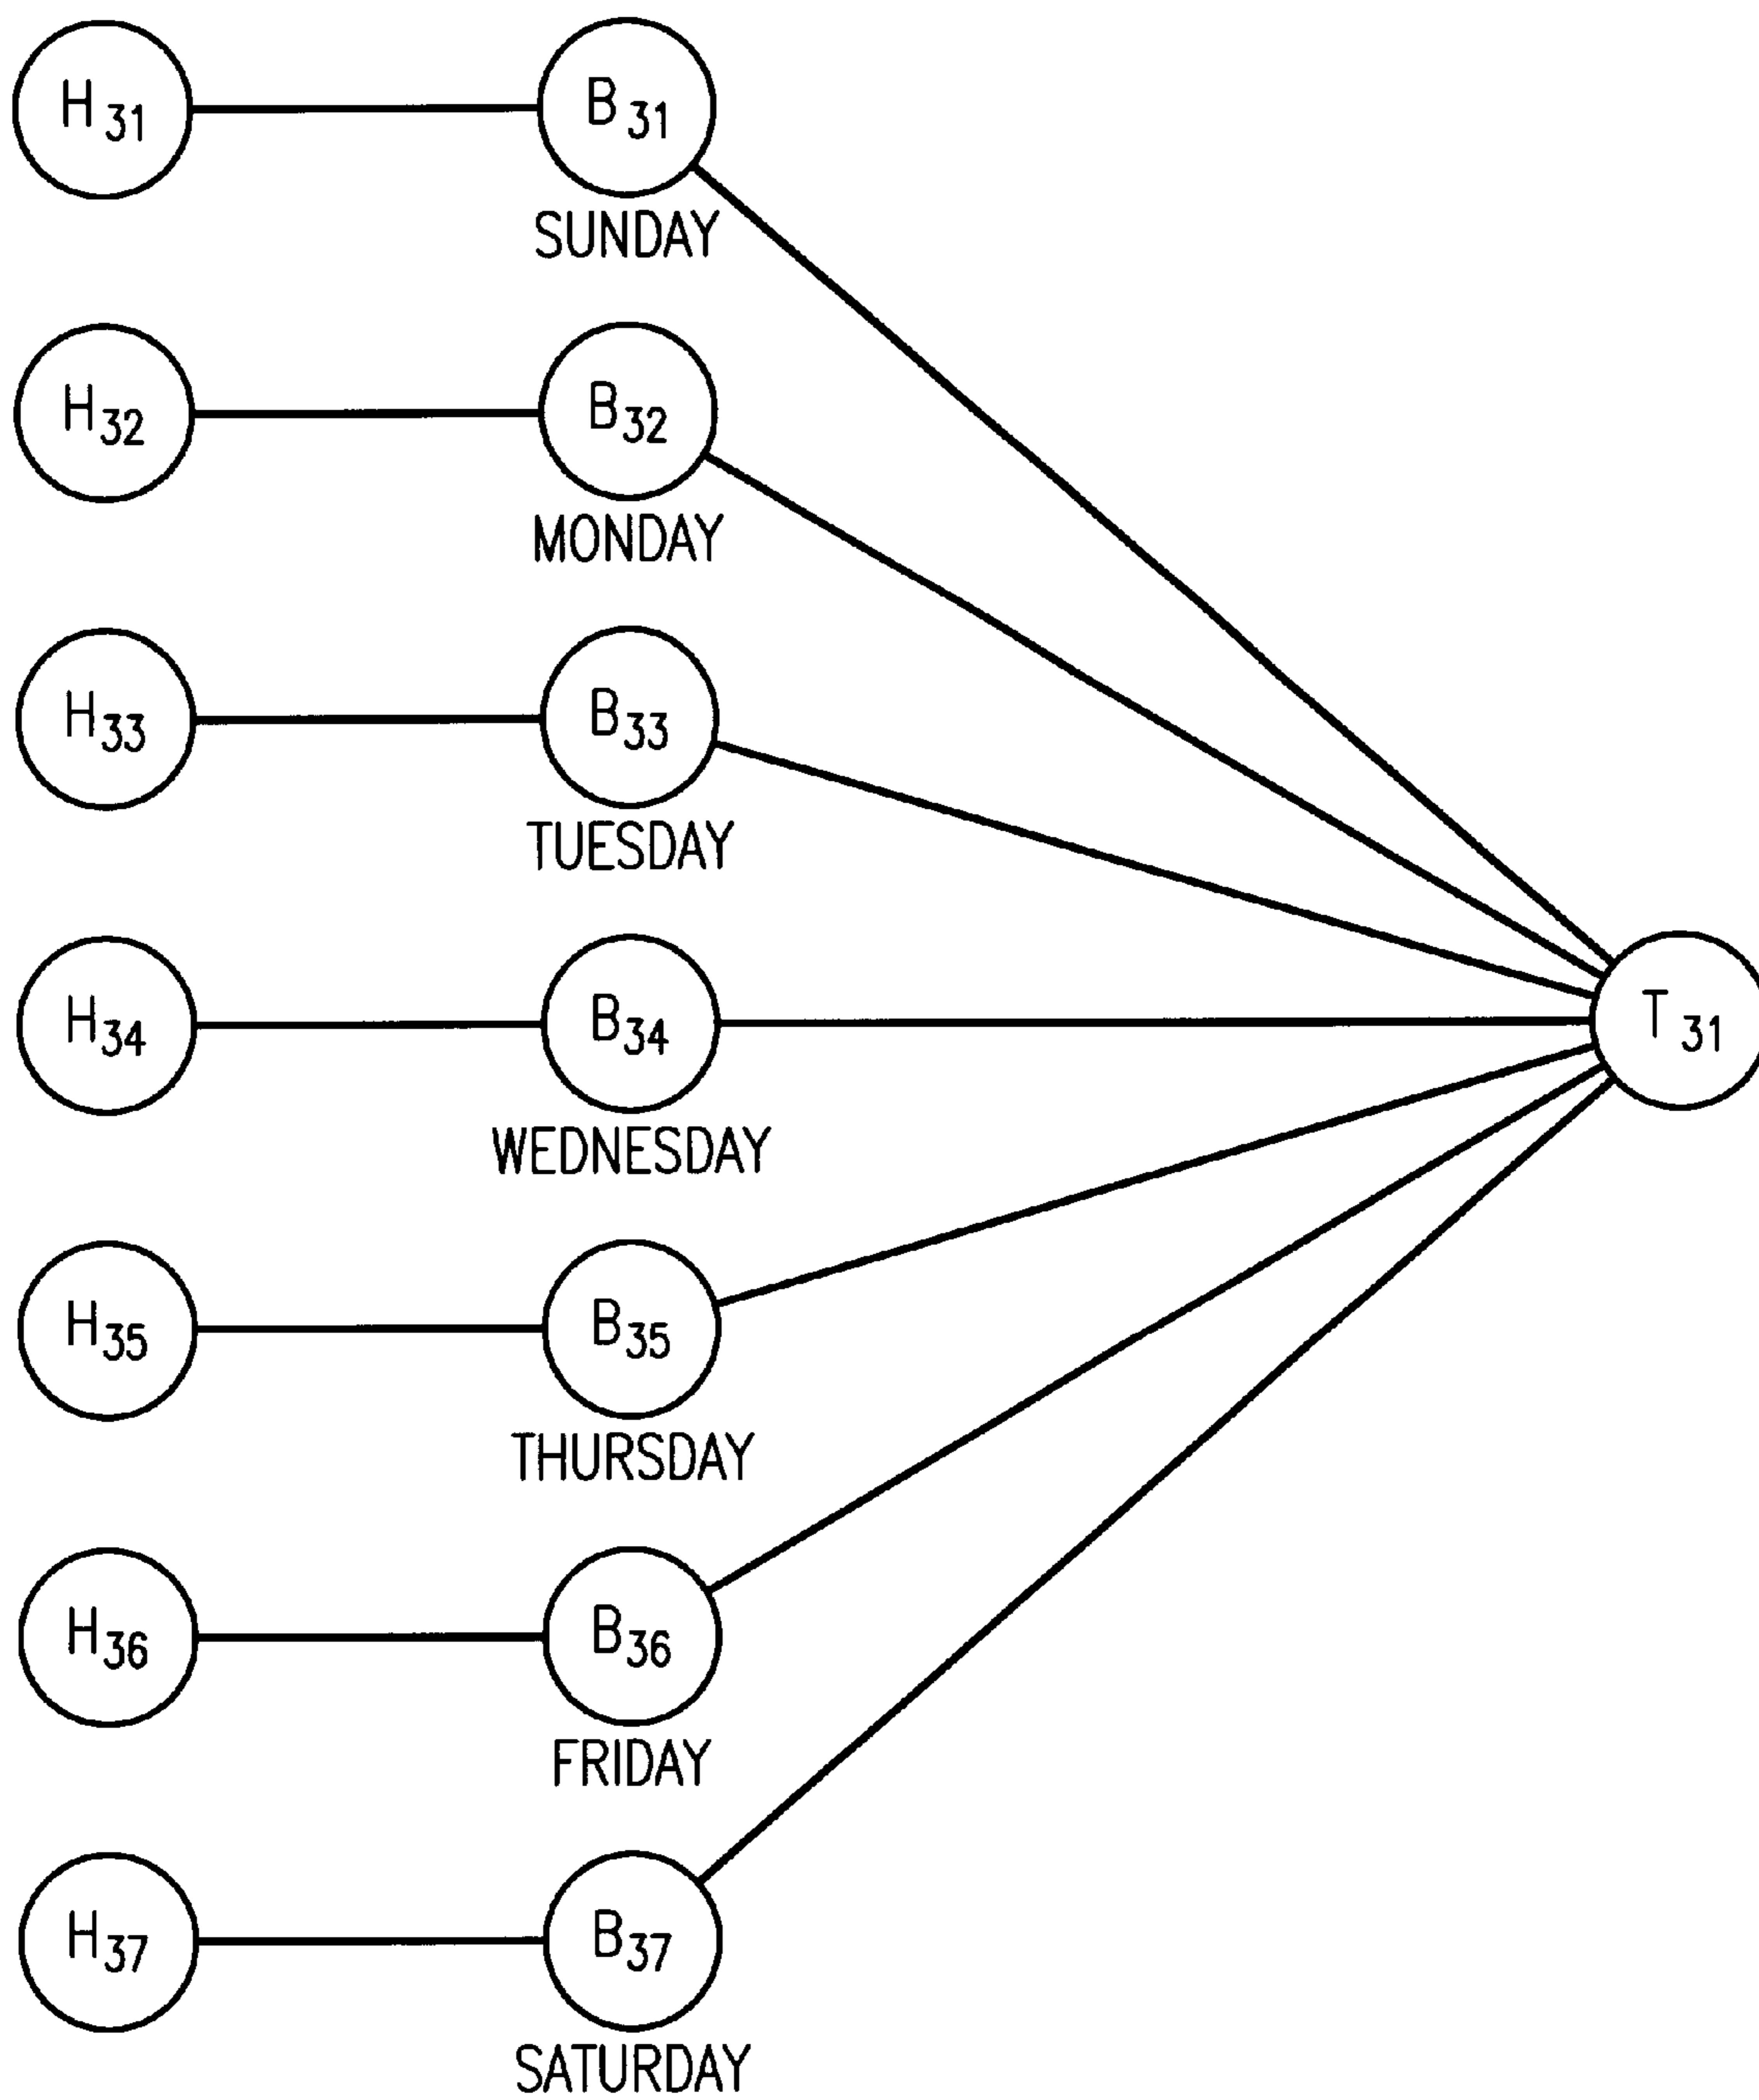 H31 B31
SUNDAY
H32 B32
MONDAY
H33 B33
TUESDAY
H34 B34 T31
WEDNESDAY
H35 B35
THURSDAY
H36 B36
FRIDAY
H37 B37
SATURDAY